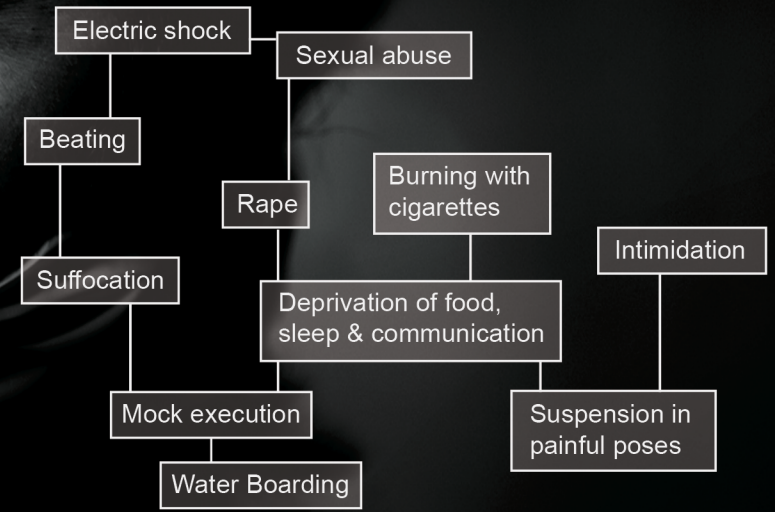 Electric shock
Sexual abuse
Beating
Rape
Burning with
cigarettes
Intimidation
Suffocation
Deprivation of food,
sleep & communication
Mock execution
Suspension in
painful poses
Water Boarding